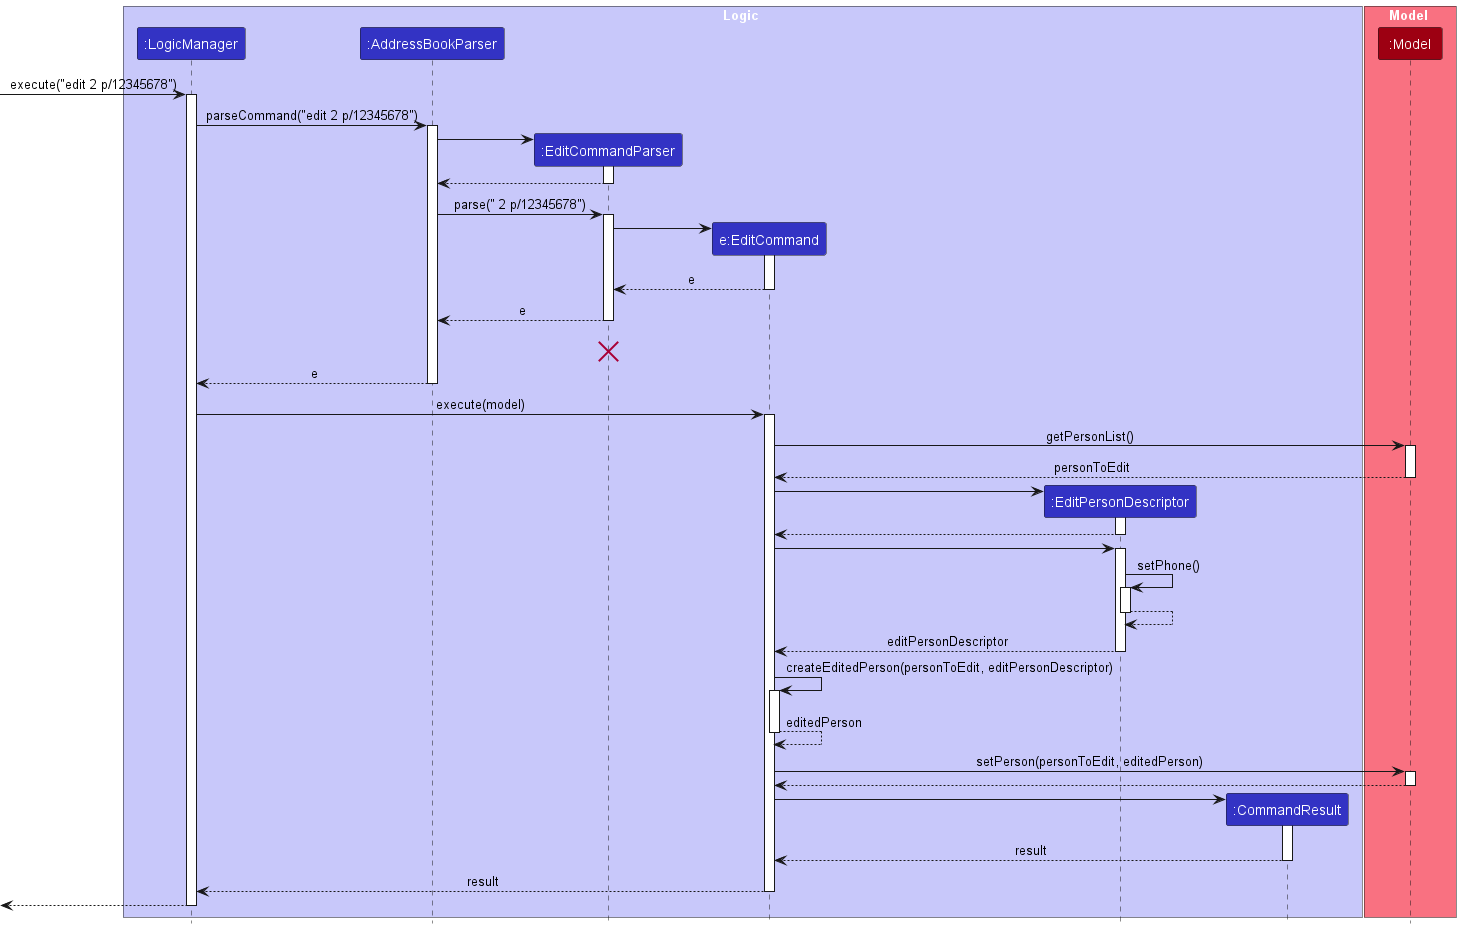 Logic
Model
:LogicManager
:AddressBookParser
:Model
execute("edit 2 p/12345678")
parseCommand("edit 2 p/12345678")
:EditCommandParser
parse(" 2 p/12345678")
e:EditCommand
e
e
e
execute(model)
getPersonList()
personToEdit
:EditPersonDescriptor
setPhone()
editPersonDescriptor
createEditedPerson(personToEdit, editPersonDescriptor)
editedPerson
setPerson(personToEdit, editedPerson)
:CommandResult
result
result